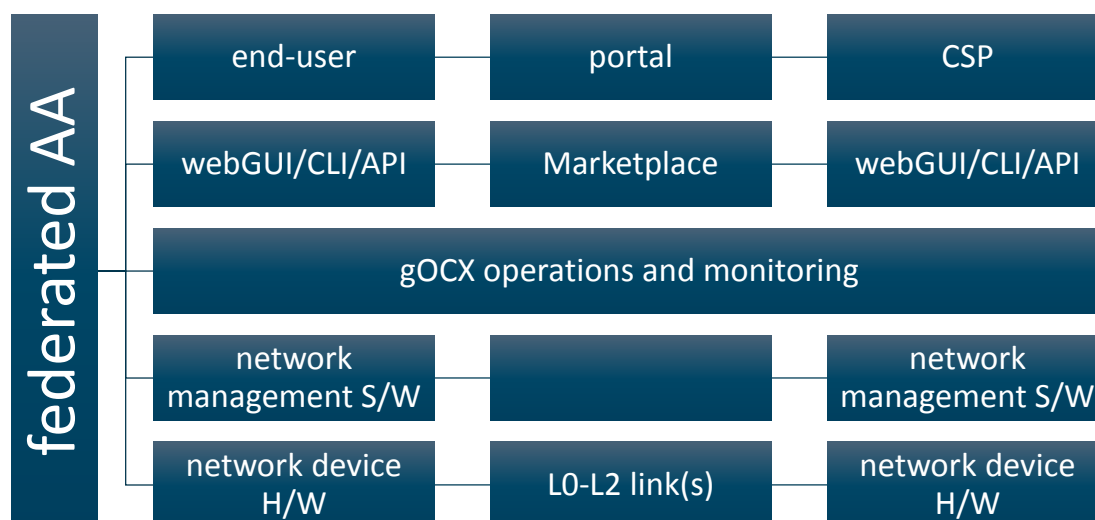 federated AA
end-user
portal
CSP
webGUI/CLI/API
Marketplace
webGUI/CLI/API
gOCX operations and monitoring
network
management S/W
network
management S/W
network device
H/W
L0-L2 link(s)
network device
H/W